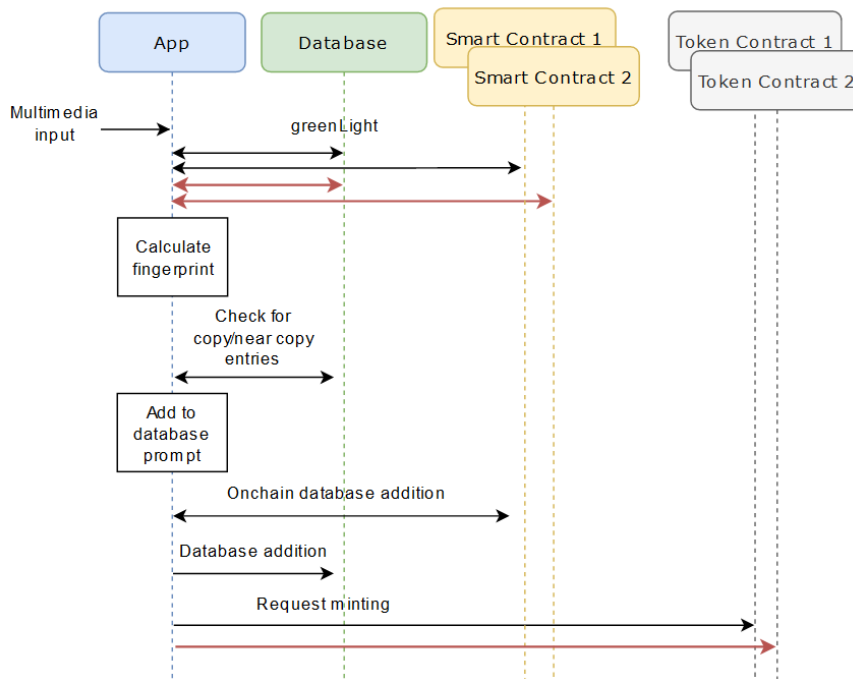 App
Database
Smart Contract 1
Smart Contract 2
Token Contract 1
Token Contract 2
Multimedia
input
greenLight
Calculate
fingerprint
Check for
copy/near copy
entries
Add to
database
prompt
Onchain database addition
Database addition
Request minting